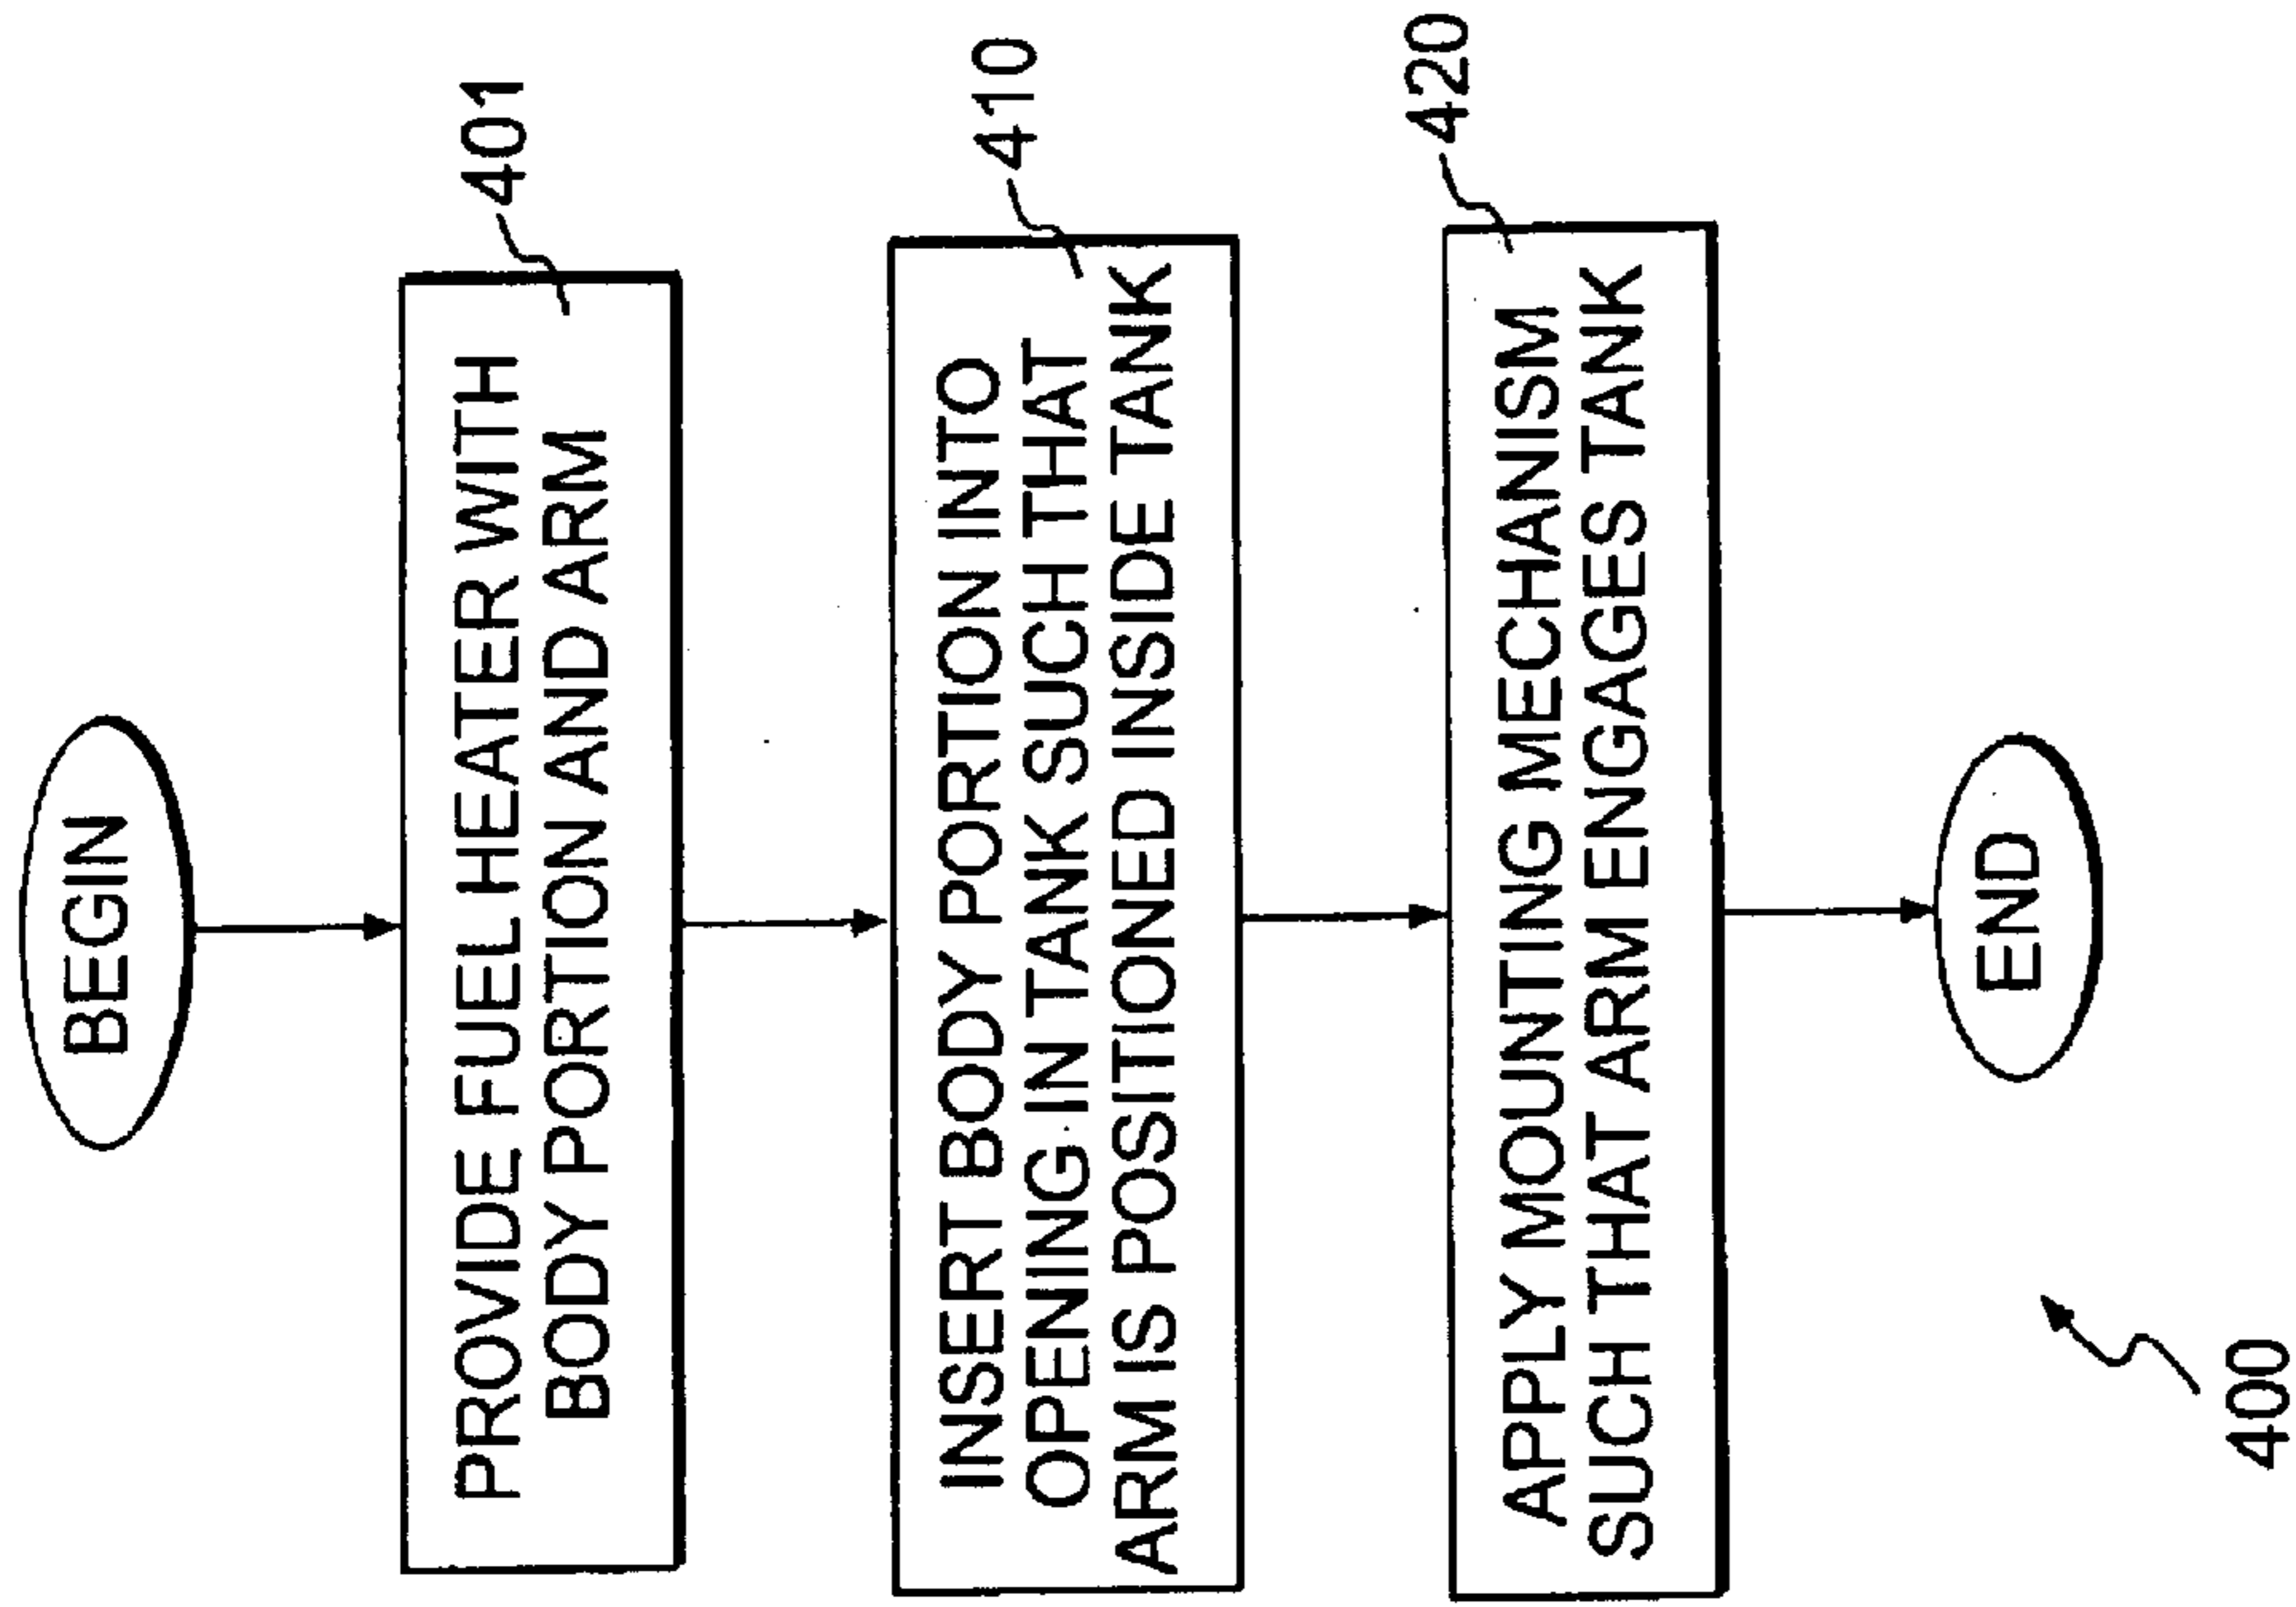 BEGIN
PROVIDE FUEL HEATER WITH
BODY PORTION AND ARM
401
INSERT BODY PORTION INTO
OPENING IN TANK SUCH THAT
ARM IS POSITIONED INSIDE TANK
410
APPLY MOUNTING MECHANISM
SUCH THAT ARM ENGAGES TANK
420
END
400